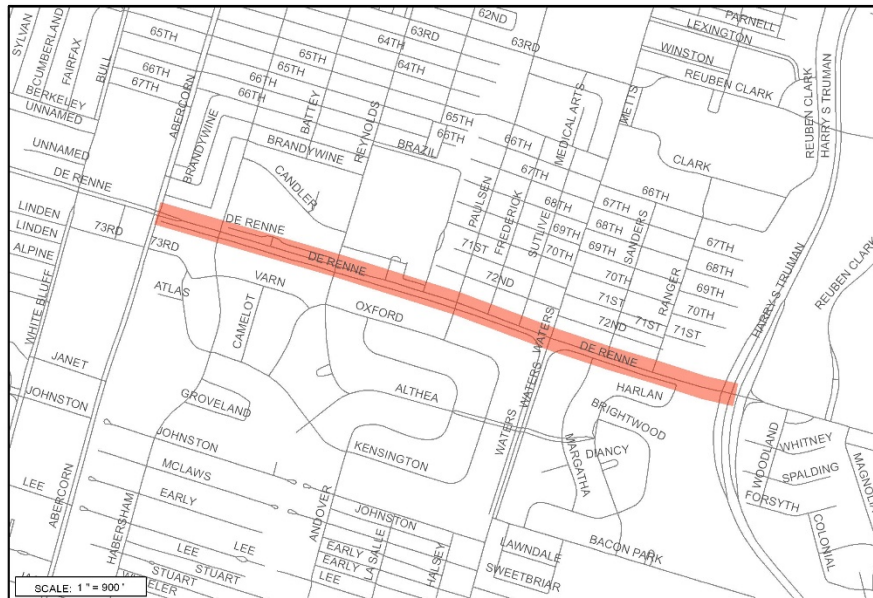 62ND
PARNELL
LEXINGTON
SYLVAN
CUMBERLAND
FAIRFAX
65TH
63RD
64TH
63RD
WINSTON
REUBEN CLARK
BULL
66TH
67TH
65TH
66TH
66TH
65TH
64TH
BERKELEY
UNNAMED
ABERCORN
BATTEY
REYNOLDS
65TH
66TH
MEDICAL ARTS
METTS
REUBEN CLARK
HARRY S TRUMAN
UNNAMED
BRANDYWINE
BRANDYWINE
BRAZIL
66TH
67TH
CLARK
DE RENNE
CANDLER
PAULSEN
FREDERICK
SUTLIVE
68TH
69TH
70TH
66TH
67TH
68TH
69TH
SANDERS
67TH
68TH
69TH
70TH
LINDEN
LINDEN
ALPINE
73RD
73RD
DE RENNE
DE RENNE
71ST
72ND
70TH
71ST
72ND
RANGER
71ST
71ST
HARRY S TRUMAN
REUBEN CLARK
WHITE BLUFF
ATLAS
VARN
CAMELOT
OXFORD
WATERS
WATERS
WATERS
DE RENNE
JANET
JOHNSTON
GROVELAND
ALTHEA
HARLAN
BRIGHTWOOD
JOHNSTON
KENSINGTON
MARGATHA
DIANCY
WOODLAND
WHITNEY
MCLAWS
SPALDING
MAGNOLIA
LEE
ABERCORN
EARLY
ANDOVER
JOHNSTON
FORSYTH
COLONIAL
HABERSHAM
LEE
LEE
STUART
STUART
EARLY
EARLY
LEE
LA SALLE
HALSEY
LAWNDALE
SWEETBRIAR
BACON PARK
SCALE: 1 " = 900 '